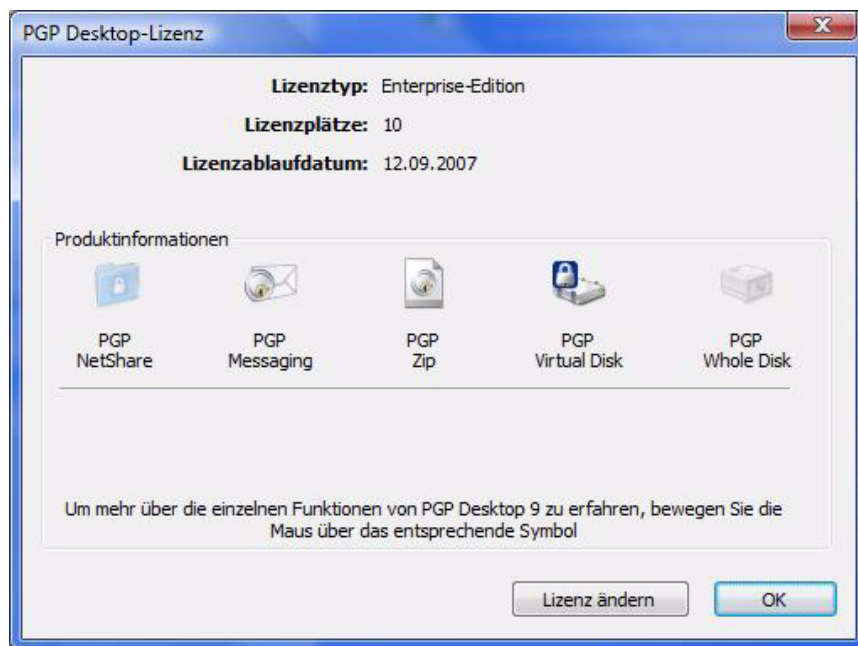 PGP Desktop-Lizenz
Lizenztyp: Enterprise-Edition
Lizenzplätze: 10
Lizenzablaufdatum: 12.09.2007
Produktinformationen
PGP NetShare
PGP Messaging
PGP Zip
PGP Virtual Disk
PGP Whole Disk
Um mehr über die einzelnen Funktionen von PGP Desktop 9 zu erfahren, bewegen Sie die
Maus über das entsprechende Symbol
Lizenz ändern
OK